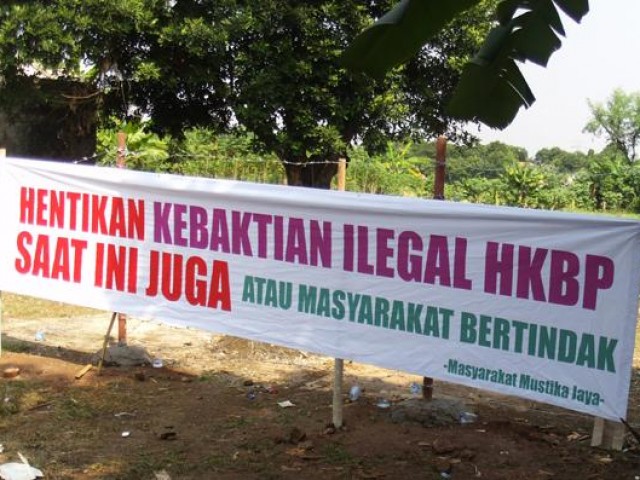 HENTIKAN KEBAKTIAN ILEGAL HKBP
SAAT INI JUGA ATAU MASYARAKAT BERTINDAK
-Masyarakat Mustika Jaya-